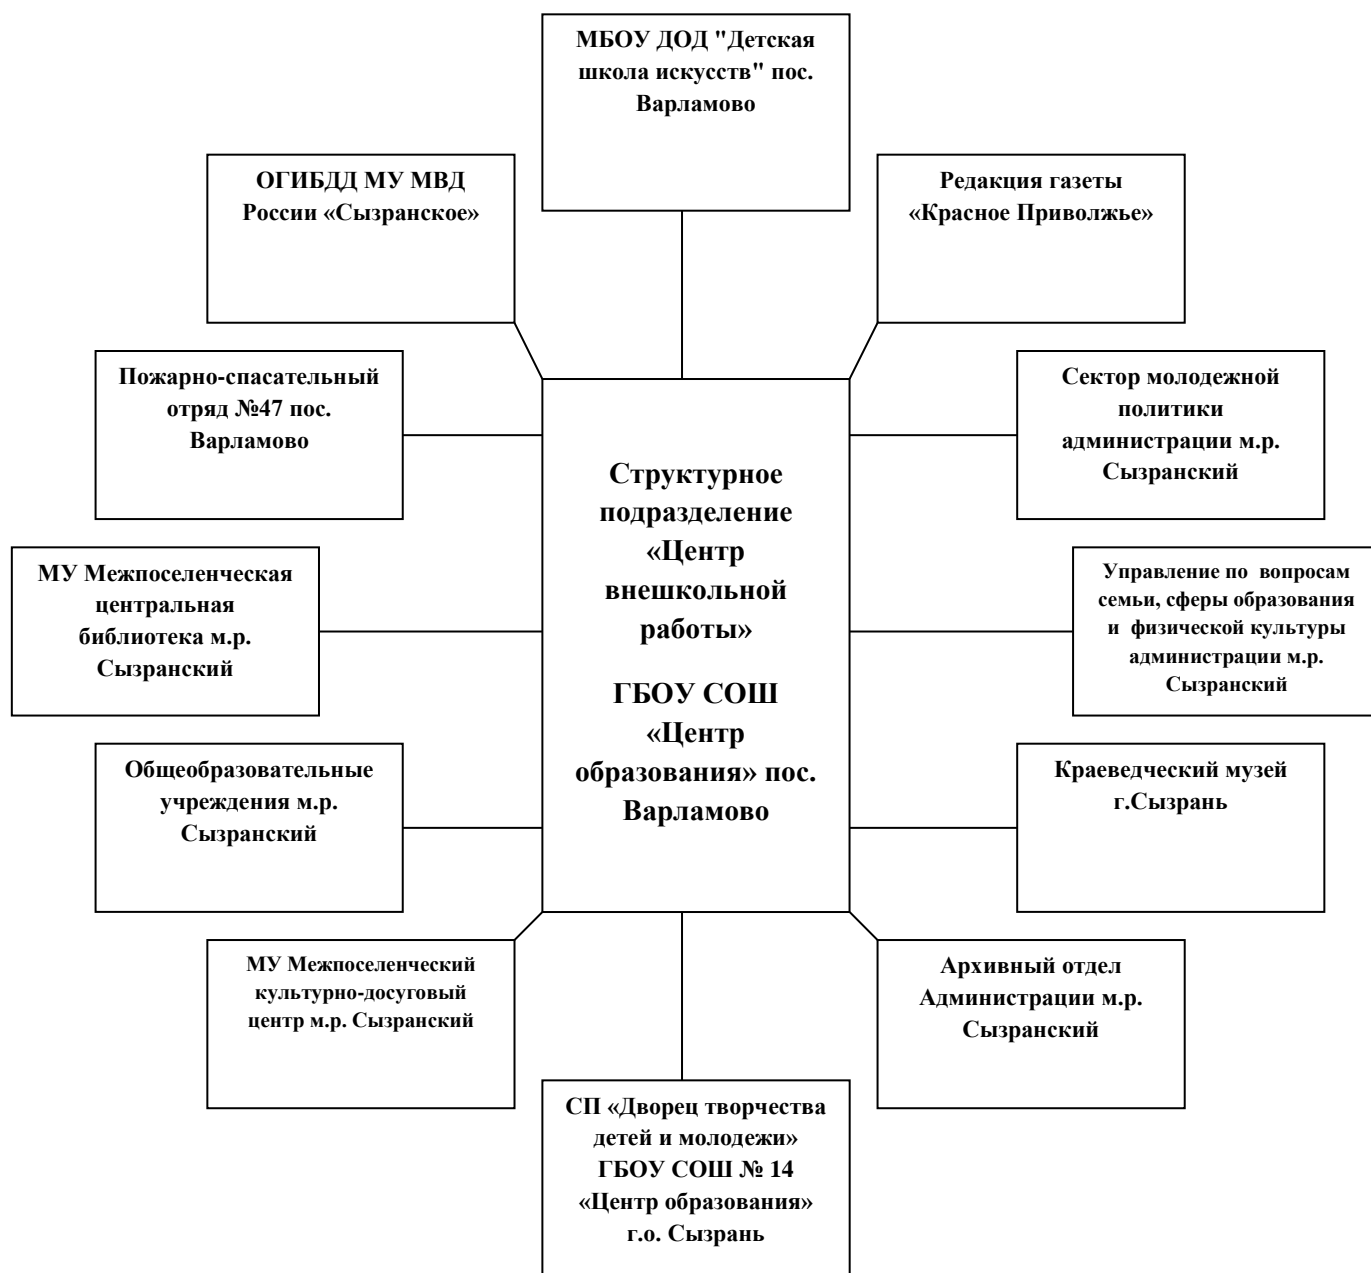 МБОУ ДОД "Детская
школа искусств" пос.
Варламово
ОГИБДД МУ МВД
России «Сызранское»
Редакция газеты
«Красное Приволжье»
Пожарно-спасательный
отряд №47 пос.
Варламово
Сектор молодежной
политики
администрации м.р.
Сызранский
Структурное
подразделение
«Центр
внешкольной
работы»
ГБОУ СОШ
«Центр
образования» пос.
Варламово
МУ Межпоселенческая
центральная
библиотека м.р.
Сызранский
Управление по вопросам
семьи, сферы образования
и физической культуры
администрации м.р.
Сызранский
Общеобразовательные
учреждения м.р.
Сызранский
Краеведческий музей
г.Сызрань
МУ Межпоселенческий
культурно-досуговый
центр м.р. Сызранский
Архивный отдел
Администрации м.р.
Сызранский
СП «Дворец творчества
детей и молодежи»
ГБОУ СОШ № 14
«Центр образования»
г.о. Сызрань